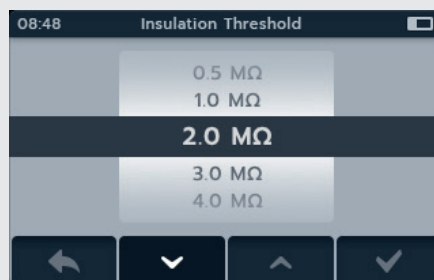 08:48 Insulation Threshold
0.5 MΩ
1.0 MΩ
2.0 MΩ
3.0 MΩ
4.0 MΩ